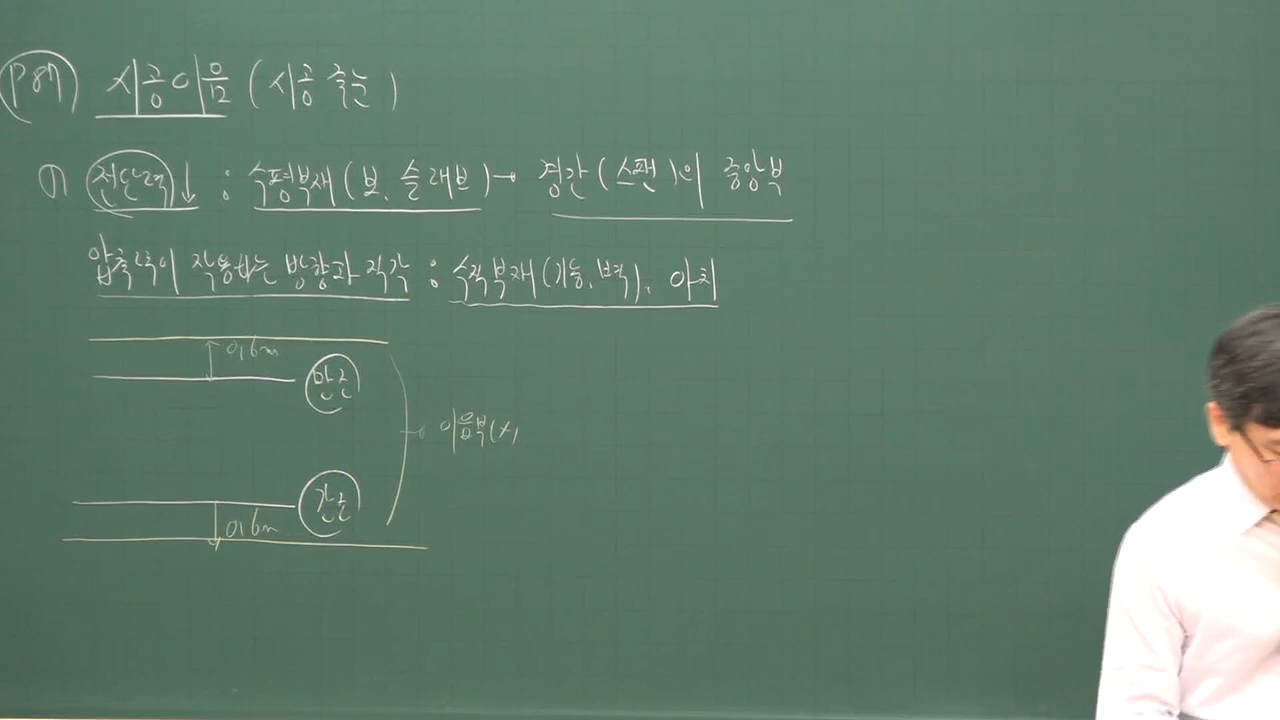 P87 시공이음 (시공 줄눈)
① 전단력↓ : 수평부재 (보, 슬래브) → 경간 (스팬)의 중앙부
압축력이 작용하는 방향과 직각 : 수직부재 (기둥, 벽), 아치
0.6m
만조
이음부(×)
간조
0.6m